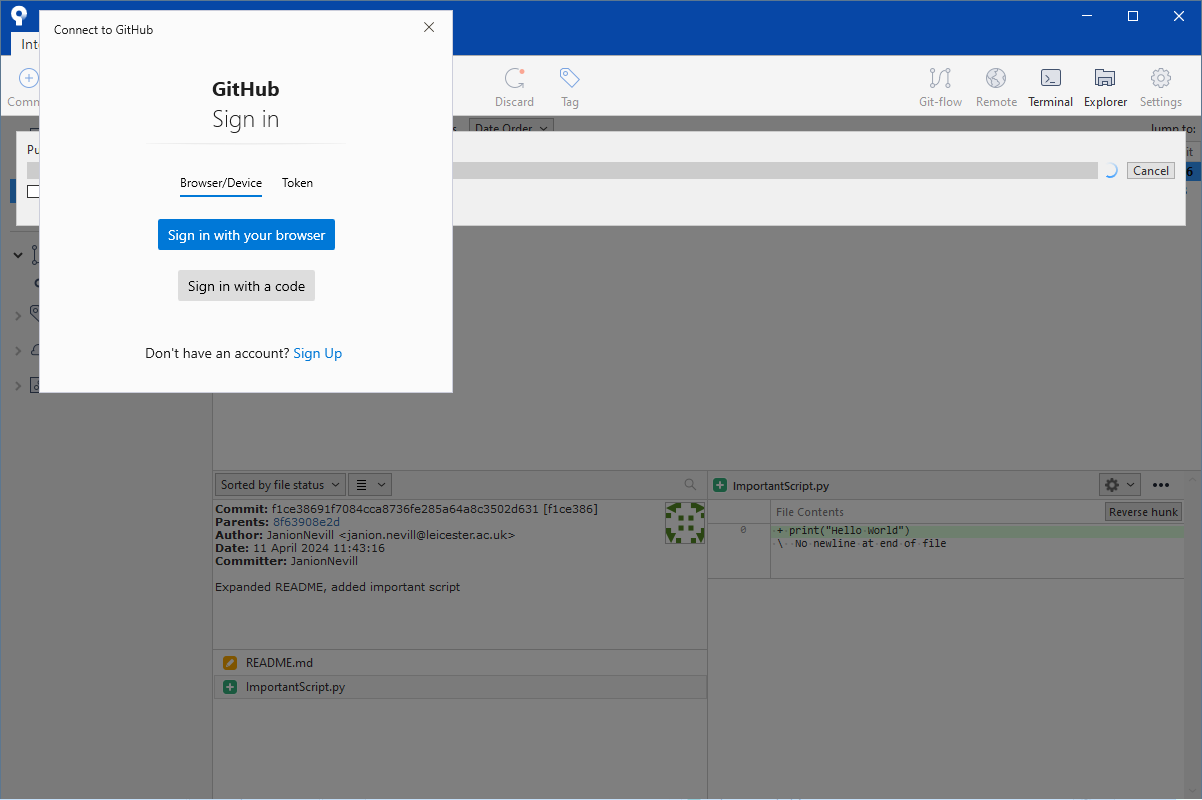 Connect to GitHub
GitHub
Sign in
Browser/Device Token
Sign in with your browser
Sign in with a code
Don't have an account? Sign Up
Discard
Tag
Git-flow
Remote
Terminal
Explorer
Settings
Date Order
Jump to:
Cancel
Sorted by file status
Commit: f1ce38691f7084cca8736fe285a64a8c3502d631 [f1ce386]
Parents: 8f63908e2d
Author: JanionNevill <janion.nevill@leicester.ac.uk>
Date: 11 April 2024 11:43:16
Committer: JanionNevill
Expanded README, added important script
README.md
ImportantScript.py
ImportantScript.py
File Contents
Reverse hunk
0 + print("Hello World")
\ No newline at end of file